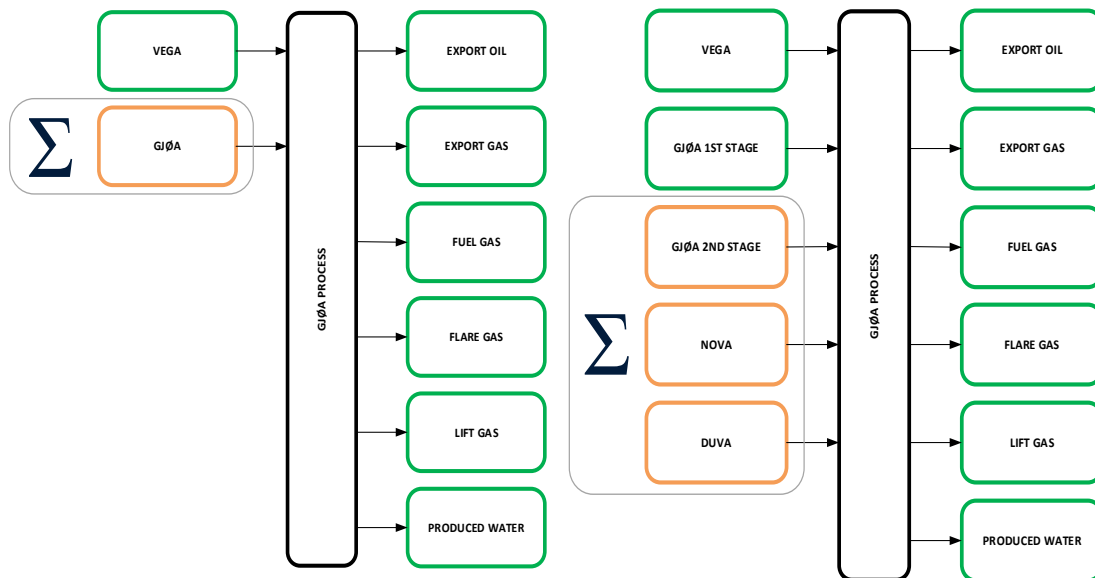 VEGA
GJØA
Σ
GJØA PROCESS
EXPORT OIL
EXPORT GAS
FUEL GAS
FLARE GAS
LIFT GAS
PRODUCED WATER
VEGA
GJØA 1ST STAGE
GJØA 2ND STAGE
NOVA
DUVA
Σ
GJØA PROCESS
EXPORT OIL
EXPORT GAS
FUEL GAS
FLARE GAS
LIFT GAS
PRODUCED WATER